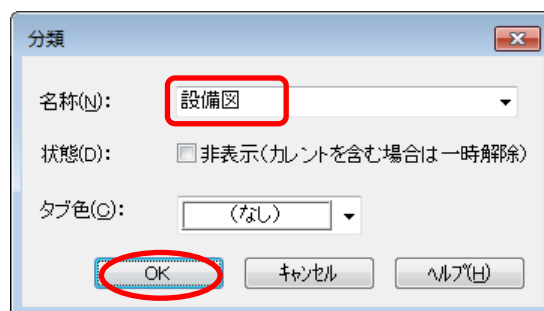 分類
名称(N): 設備図
状態(D): 非表示(カレントを含む場合は一時解除)
タブ色(C): (なし)
OK キャンセル ヘルプ(H)